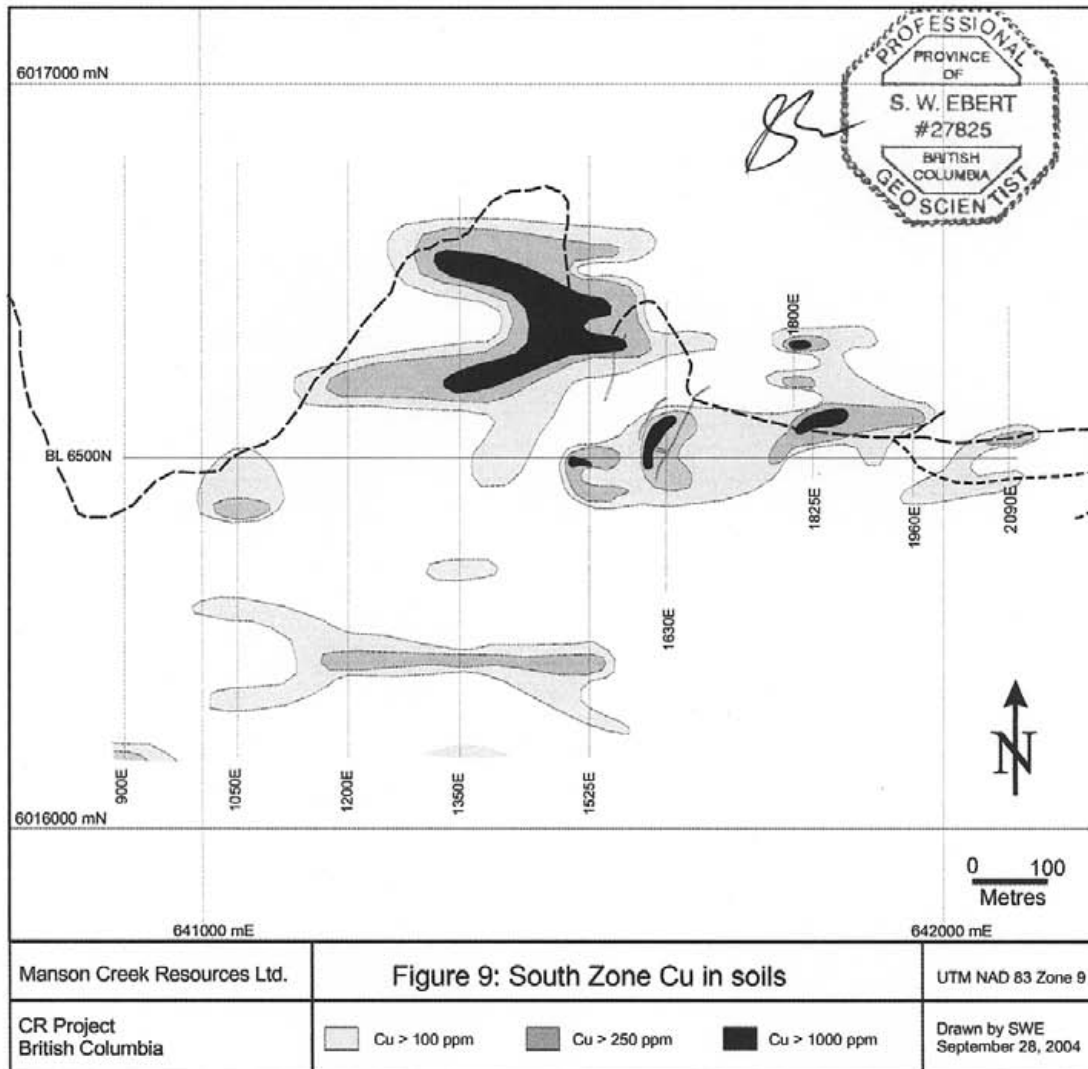 6017000 mN
PROFESSIONAL
PROVINCE
OF
S. W. EBERT
#27825
BRITISH
COLUMBIA
GEOSCIENTIST
1800E
BL 6500N
1825E
1960E
2090E
1630E
900E
1050E
1200E
1350E
1525E
N
6016000 mN
0 100
Metres
641000 mE
642000 mE
Manson Creek Resources Ltd.
Figure 9: South Zone Cu in soils
UTM NAD 83 Zone 9
CR Project
British Columbia
Cu > 100 ppm
Cu > 250 ppm
Cu > 1000 ppm
Drawn by SWE
September 28, 2004